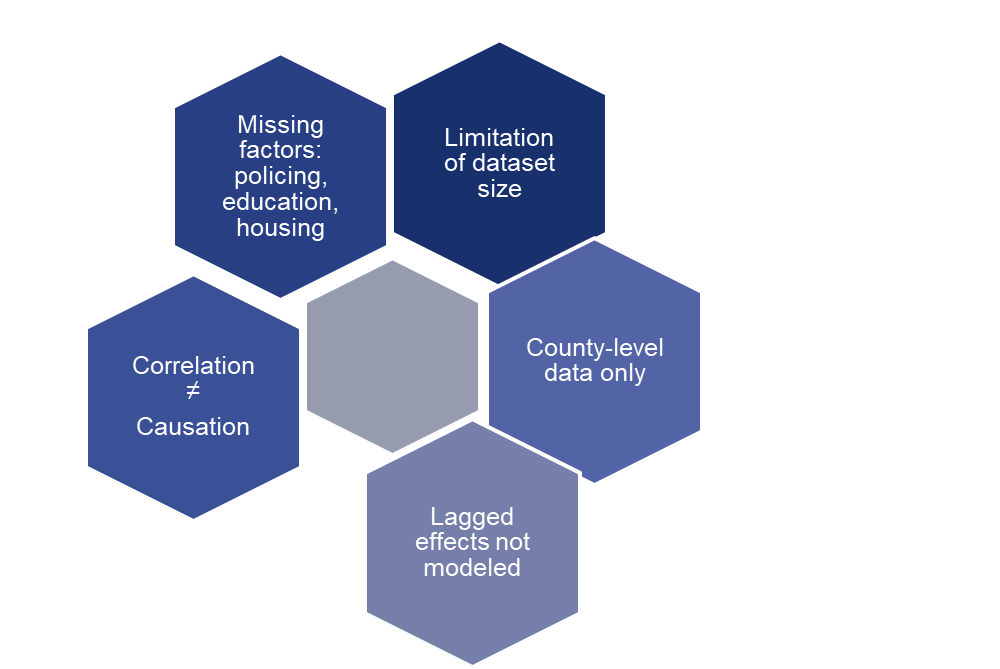 Missing
factors:
policing,
education,
housing
Limitation
of dataset
size
Correlation
≠
Causation
County-level
data only
Lagged
effects not
modeled